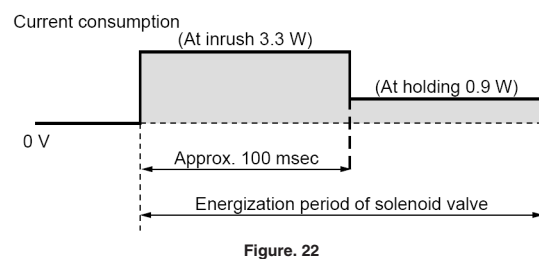 Current consumption
(At inrush 3.3 W)
(At holding 0.9 W)
0 V
Approx. 100 msec
Energization period of solenoid valve
Figure. 22